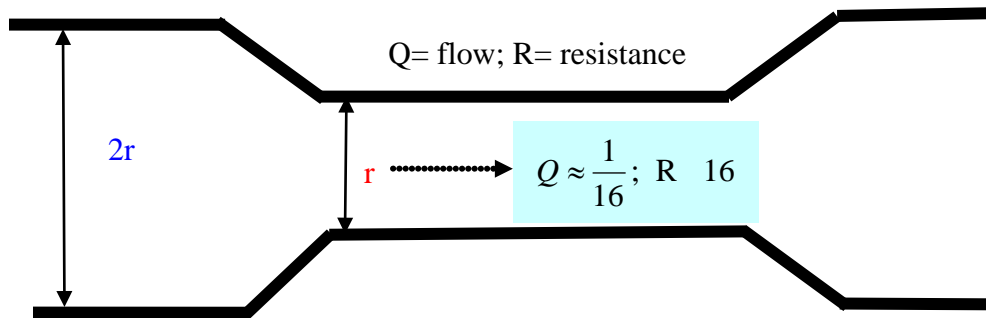 Q= flow; R= resistance
2r
r
Q ≈ 1/16 ; R 16